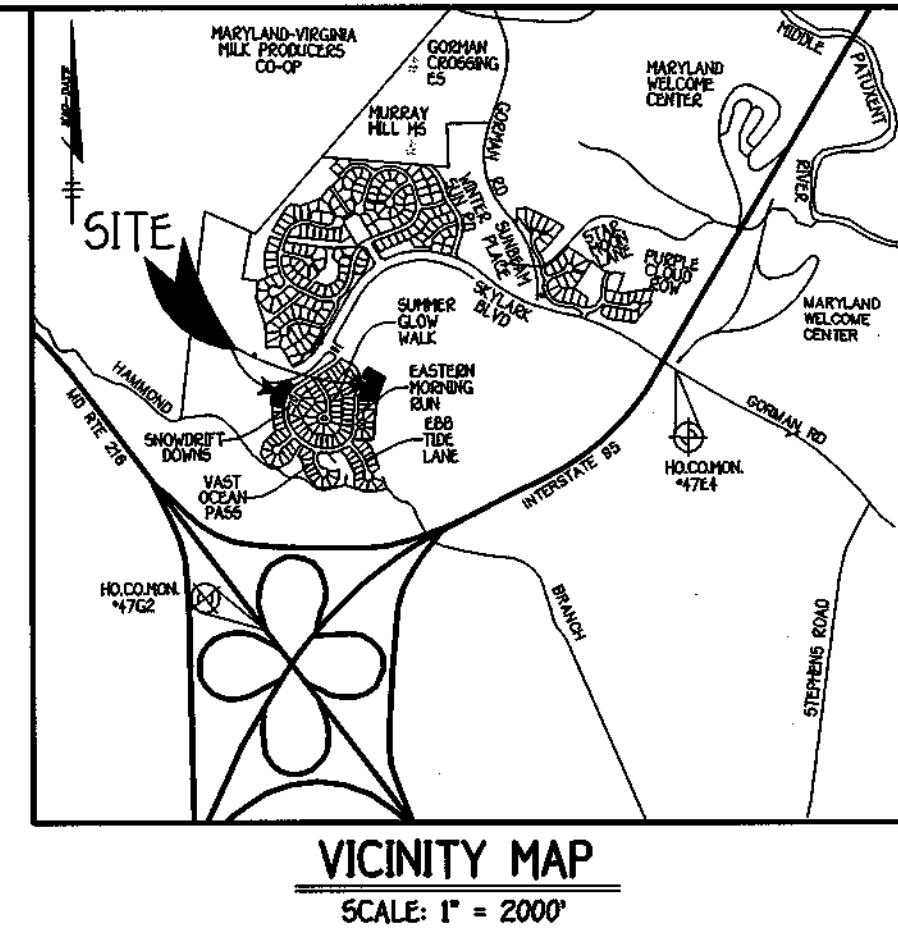 MARYLAND-VIRGINIA
MILK PRODUCERS
CO-OP
GORMAN
CROSSING
ES
MURRAY
HILL MS
GORMAN RD
MARYLAND
WELCOME
CENTER
MIDDLE
PATUXENT
RIVER
SITE
WINTER
SUN RD
SUNBEAM
PLACE
LANE
PURPLE
CLOUD
ROW
SKYLARK
BLVD
SUMMER
GLOW
WALK
MARYLAND
WELCOME
CENTER
HAMMOND
EASTERN
MORNING
RUN
MD RTE 216
SNOWDRIFT
DOWNS
EBB
TIDE
LANE
GORMAN RD
VAST
OCEAN
PASS
INTERSTATE 95
HO.CO.MON.
*47E4
HO.CO.MON.
*47G2
BRANCH
STEPHENS ROAD
VICINITY MAP
SCALE: 1" = 2000'